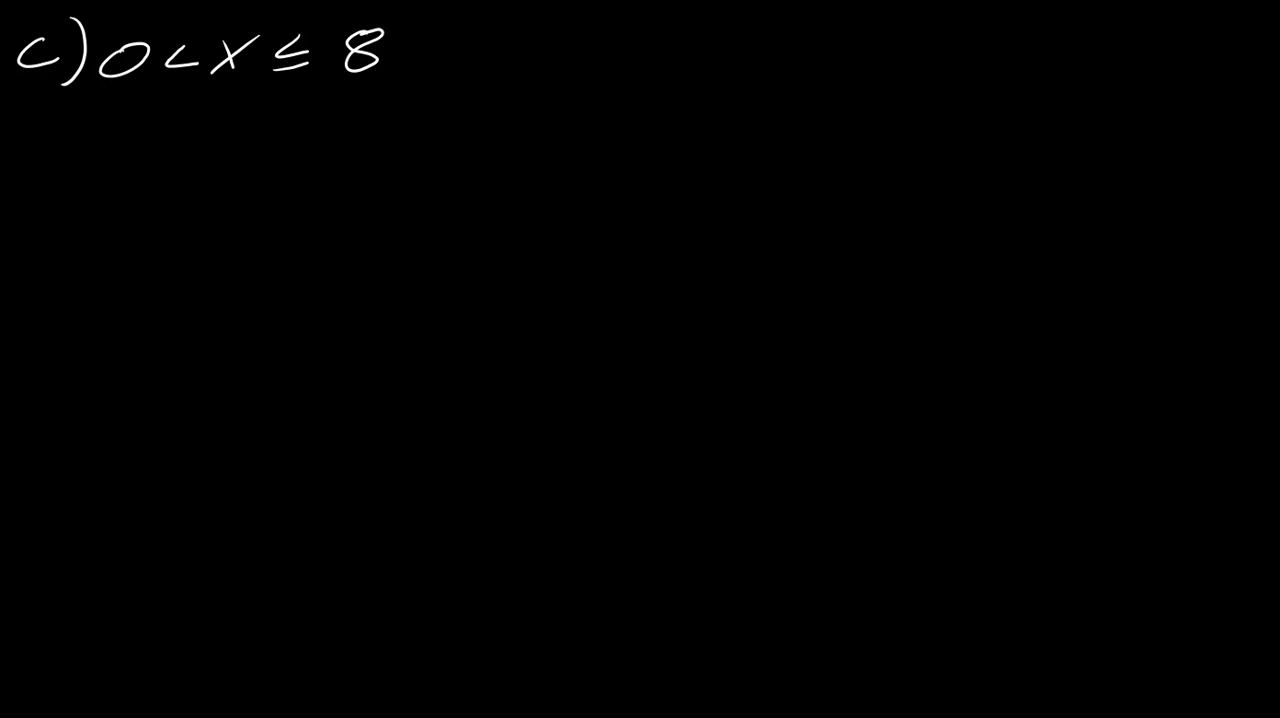 c) 0 < x ≤ 8